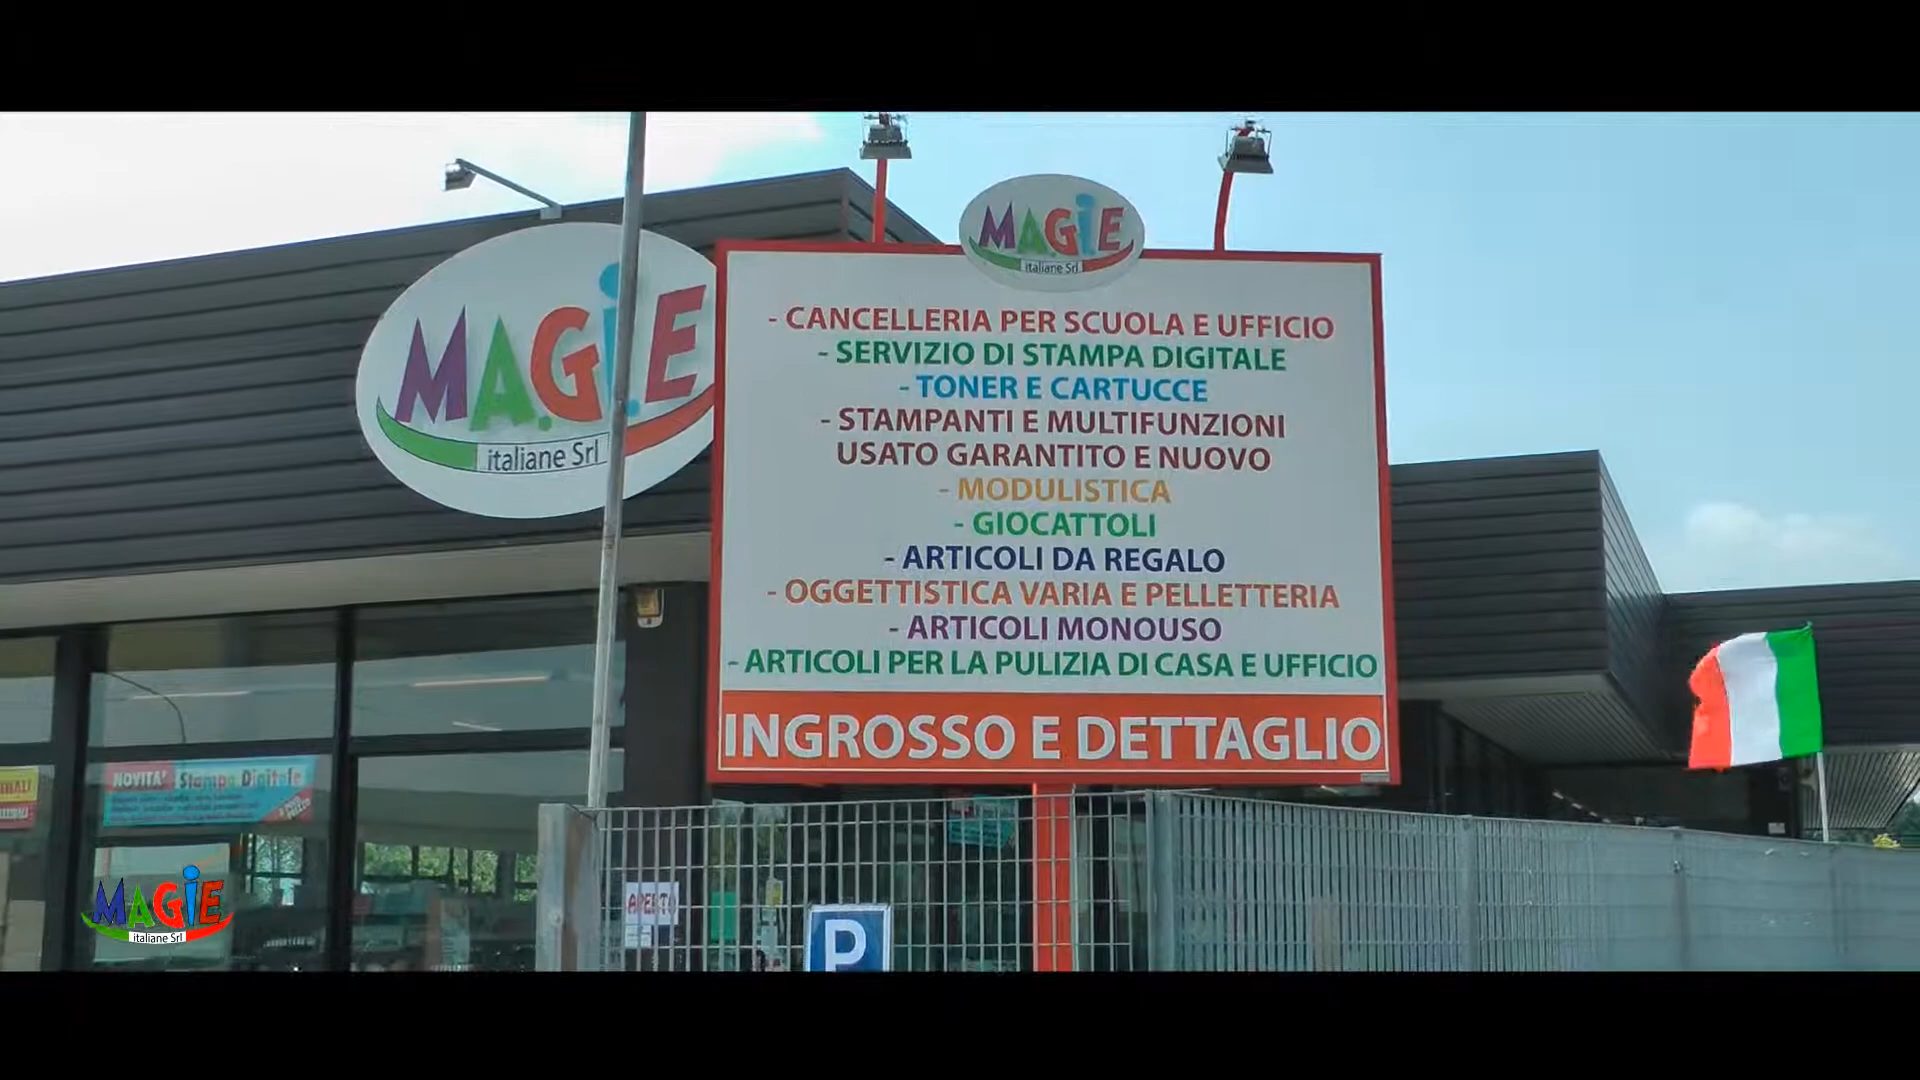 M.A.G.I.E
italiane Srl
M.A.G.I.E
italiane Srl
- CANCELLERIA PER SCUOLA E UFFICIO
- SERVIZIO DI STAMPA DIGITALE
- TONER E CARTUCCE
- STAMPANTI E MULTIFUNZIONI
USATO GARANTITO E NUOVO
- MODULISTICA
- GIOCATTOLI
- ARTICOLI DA REGALO
- OGGETTISTICA VARIA E PELLETTERIA
- ARTICOLI MONOUSO
- ARTICOLI PER LA PULIZIA DI CASA E UFFICIO
INGROSSO E DETTAGLIO
NOVITA' Stampa Digitale
APERTO
P
MAGIE
italiane Srl